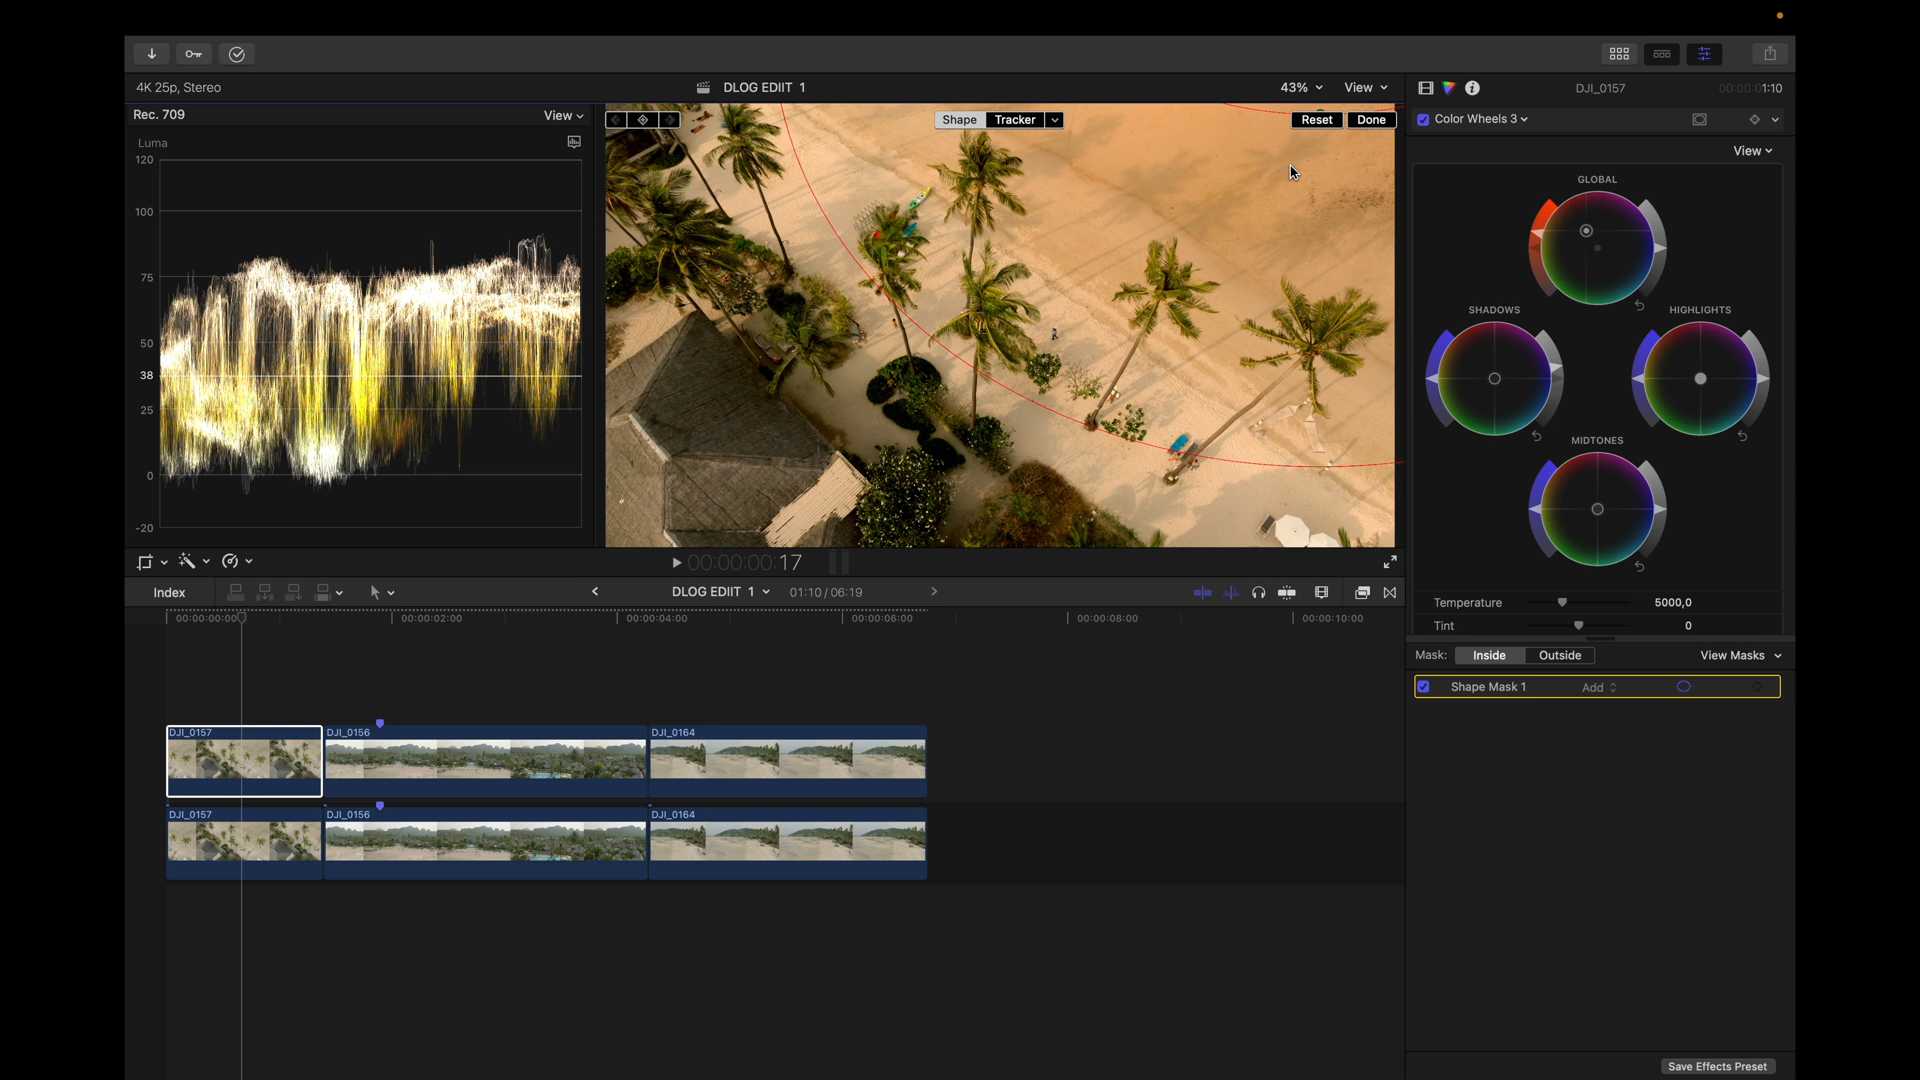 4K 25p, Stereo
DLOG EDIIT 1
43%
View
DJI_0157
00:00:01:10
Rec. 709
View
Shape
Tracker
Reset
Done
Color Wheels 3
View
Luma
120
100
75
50
38
25
0
-20
GLOBAL
SHADOWS
HIGHLIGHTS
MIDTONES
Temperature
5000,0
Tint
0
00:00:00:17
Index
DLOG EDIIT 1
01:10 / 06:19
00:00:00:00
00:00:02:00
00:00:04:00
00:00:06:00
00:00:08:00
00:00:10:00
Mask:
Inside
Outside
View Masks
Shape Mask 1
Add
DJI_0157
DJI_0156
DJI_0164
DJI_0157
DJI_0156
DJI_0164
Save Effects Preset